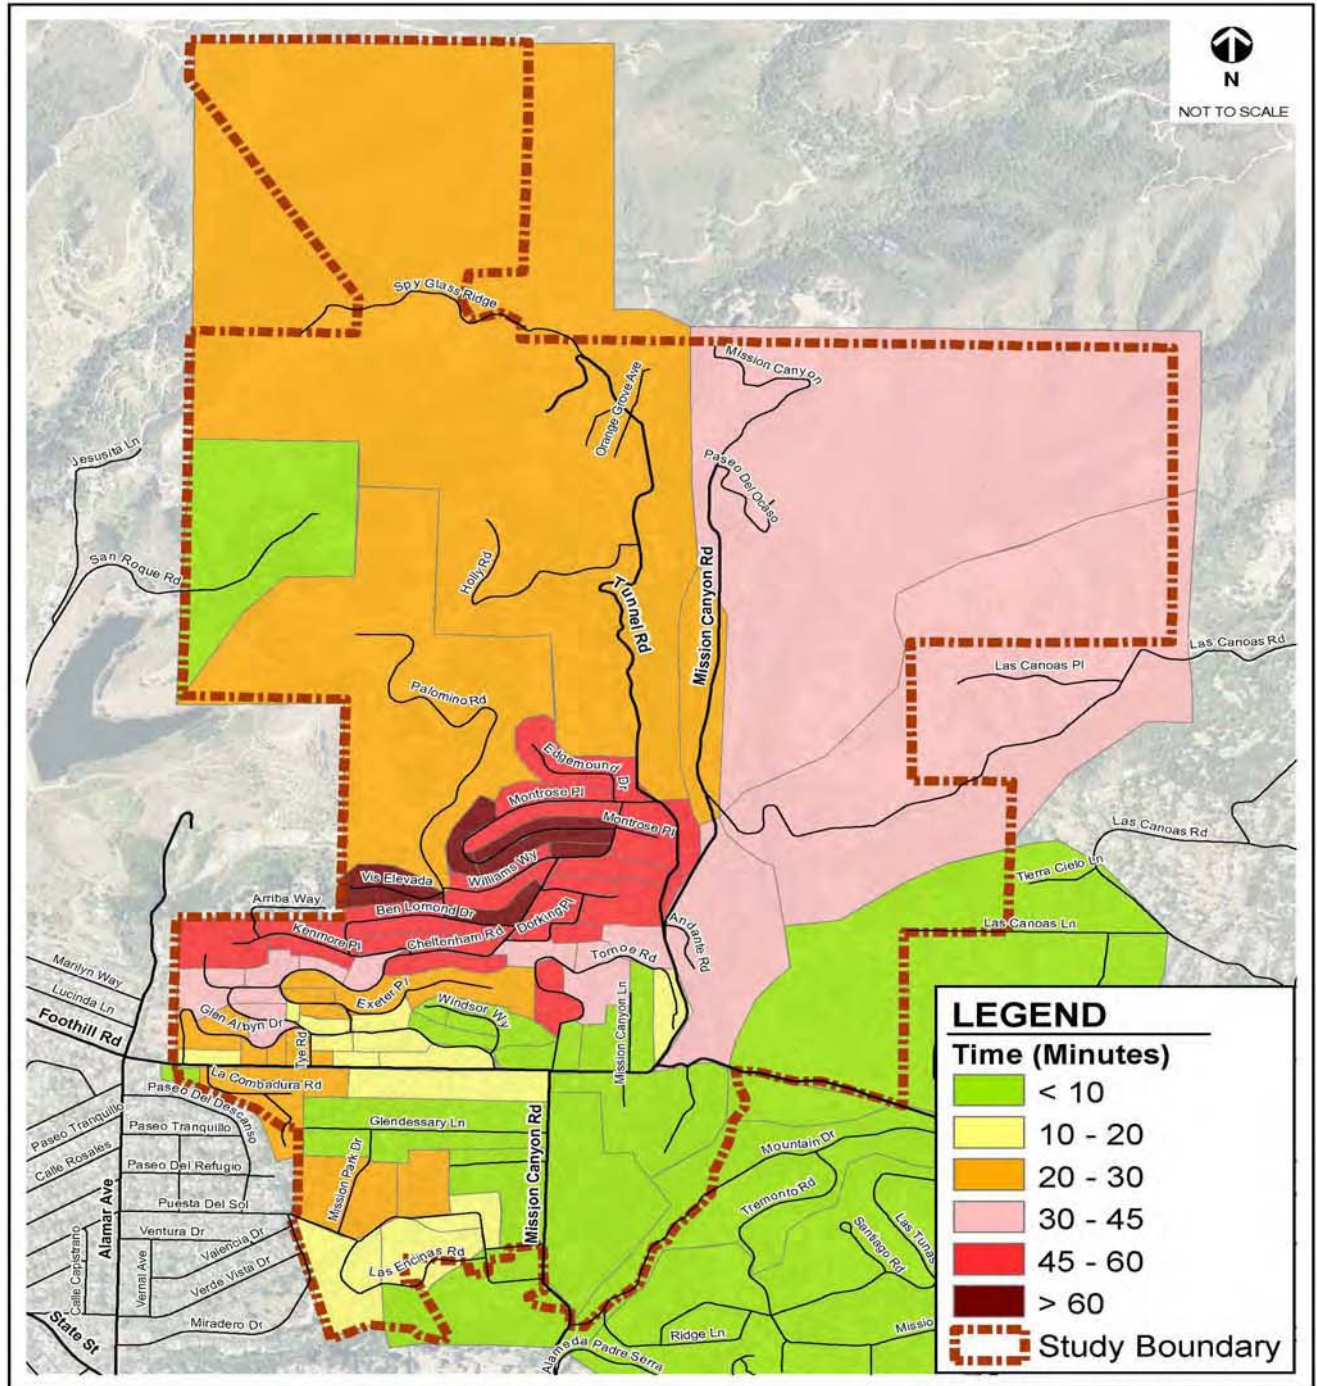 N
NOT TO SCALE
Spy Glass Ridge
Mission Canyon
Orange Grove Ave
Jesusita Ln
Paseo Del Ocaso
San Roque Rd
Holly Rd
Tunnel Rd
Mission Canyon Rd
Las Canoas Rd
Las Canoas Pl
Palomino Rd
Edgemound Dr
Montrose Pl
Montrose Pl
Las Canoas Rd
Tierra Cielo Ln
Vis Elevada
Williams Wy
Arriba Way
Ben Lomond Dr
Dorking Pl
Las Canoas Ln
Kenmore Pl
Cheltenham Rd
Andante Rd
Tornoe Rd
Marilyn Way
Lucinda Ln
Foothill Rd
Exeter Pl
Windsor Wy
Mission Canyon Ln
Glen Albyn Dr
Tye Rd
La Combadura Rd
Paseo Del Descanso
Paseo Tranquillo
Paseo Tranquillo
Calle Rosales
Glendessary Ln
Mission Park Dr
Mission Canyon Rd
Mountain Dr
Paseo Del Refugio
Tremonto Rd
Puesta Del Sol
Alamar Ave
Ventura Dr
Valencia Dr
Calle Capistrano
Vernal Ave
Verde Vista Dr
Las Encinas Rd
Santiago Rd
Las Tunas
Miradero Dr
State St
Ridge Ln
Missio
Alameda Padre Serra
LEGEND
Time (Minutes)
< 10
10 - 20
20 - 30
30 - 45
45 - 60
> 60
Study Boundary